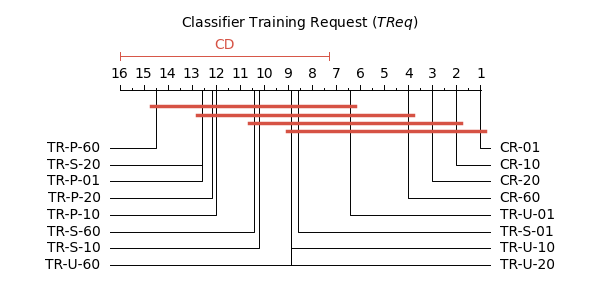 Classifier Training Request (TReq)
CD
16 15 14 13 12 11 10 9 8 7 6 5 4 3 2 1
TR-P-60 CR-01
TR-S-20 CR-10
TR-P-01 CR-20
TR-P-20 CR-60
TR-P-10 TR-U-01
TR-S-60 TR-S-01
TR-S-10 TR-U-10
TR-U-60 TR-U-20